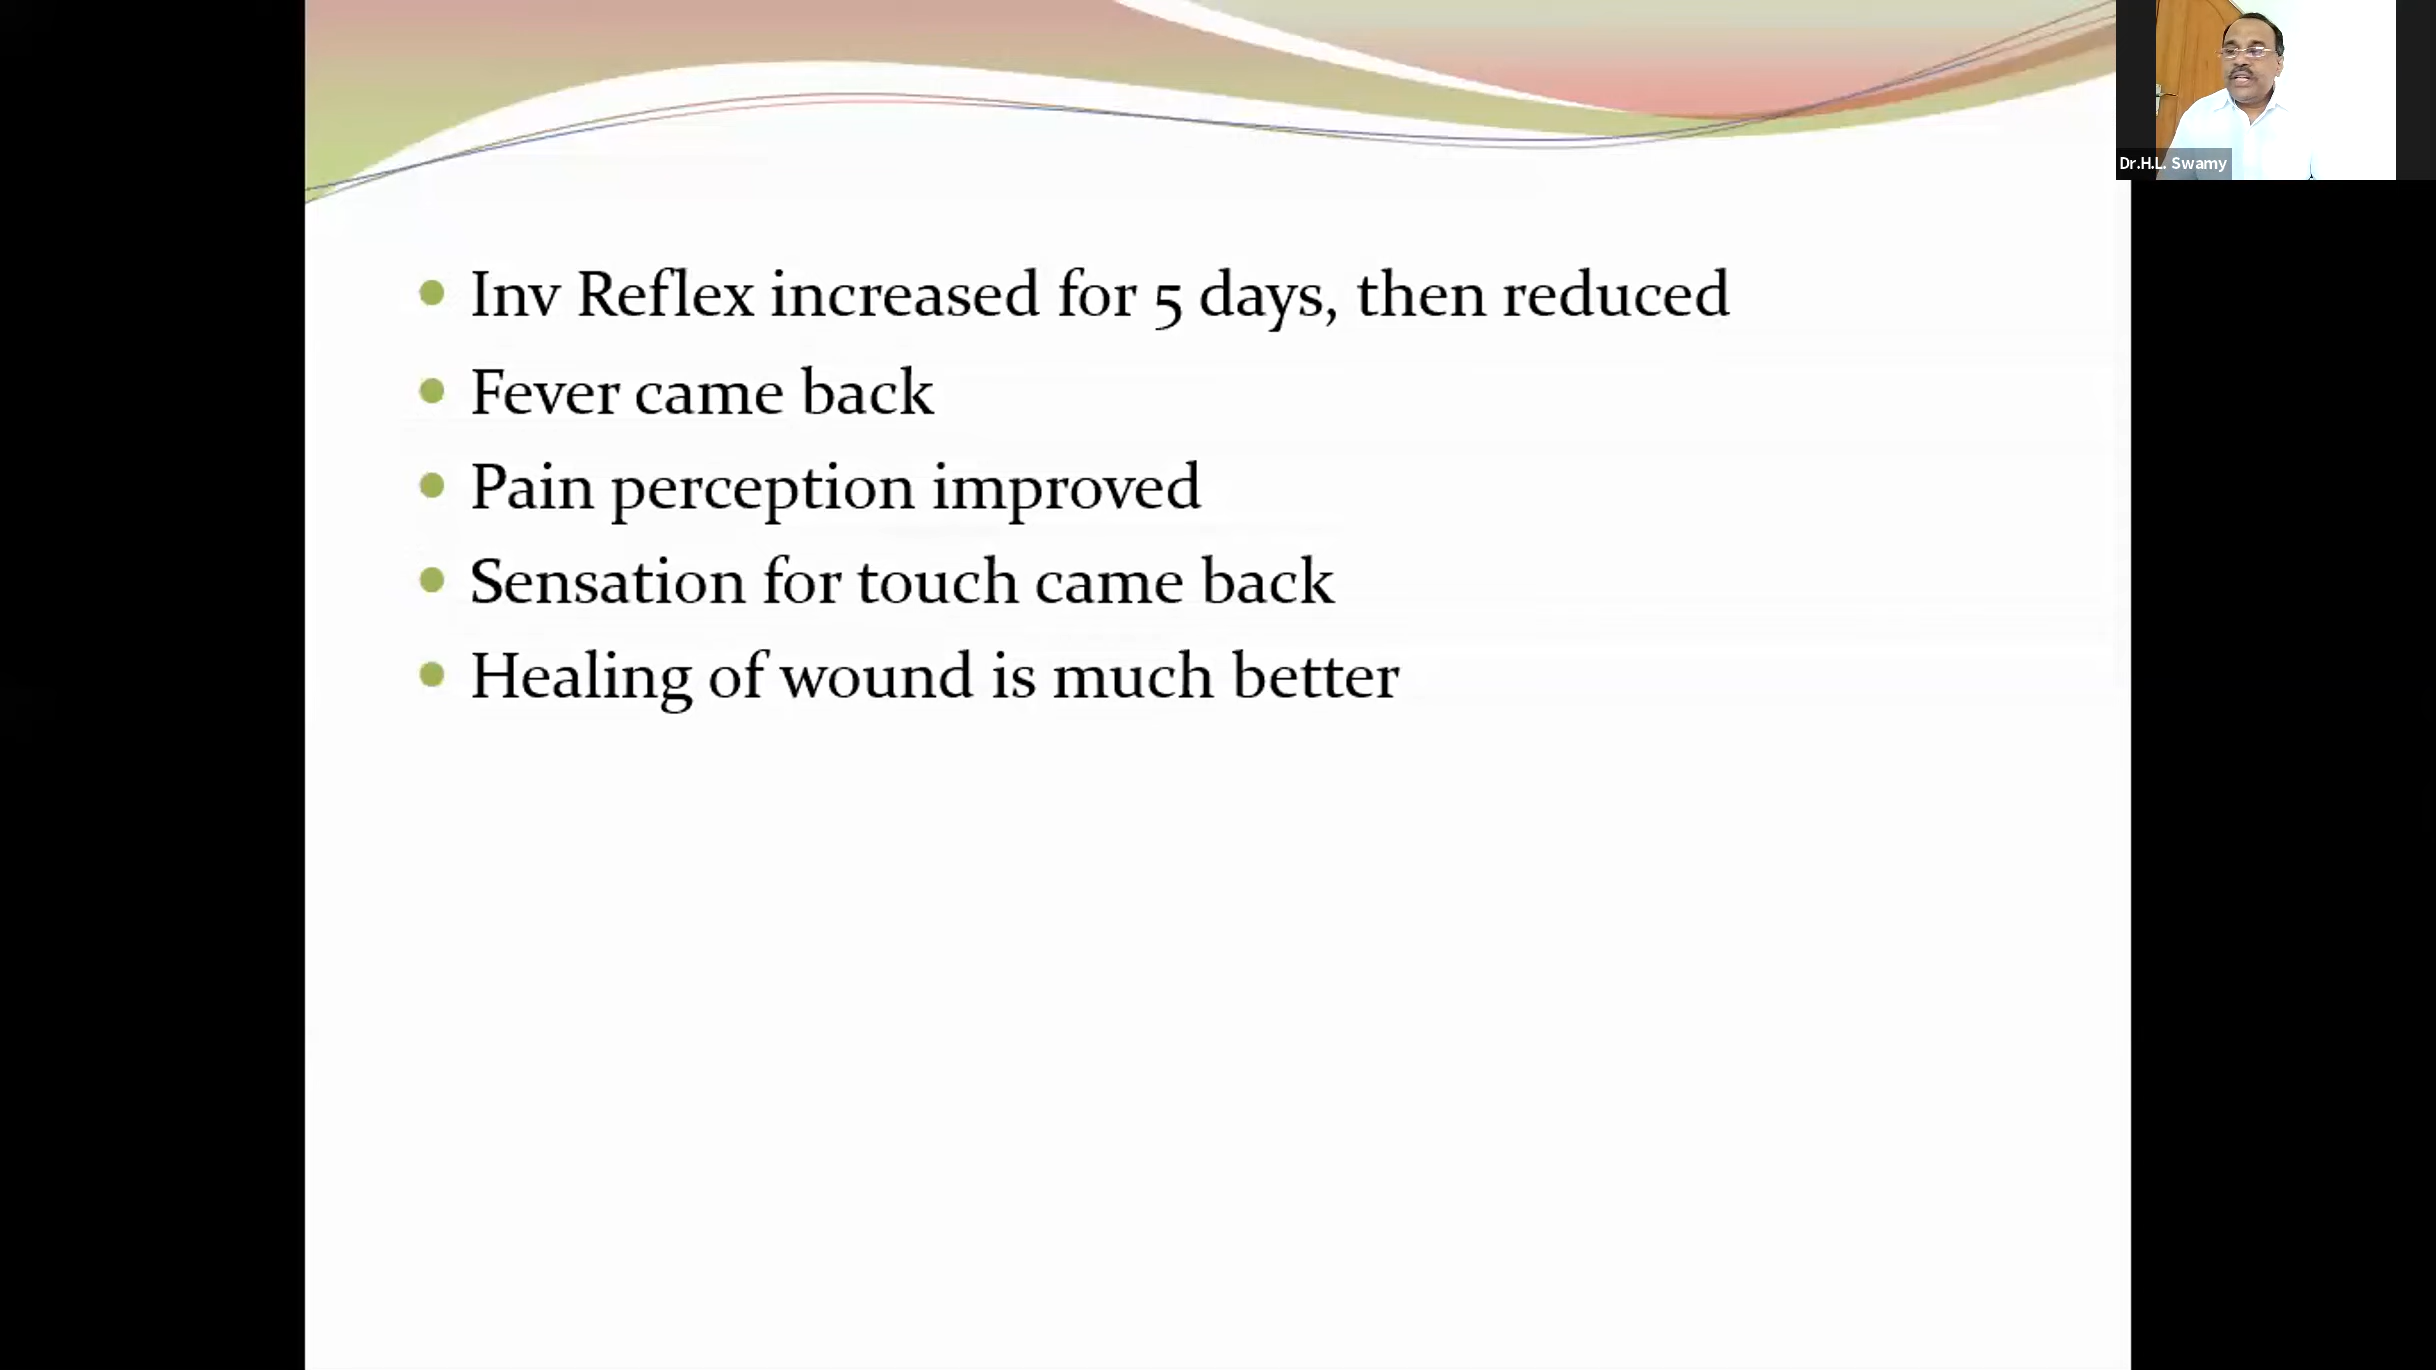 Dr.H.L. Swamy
Inv Reflex increased for 5 days, then reduced
Fever came back
Pain perception improved
Sensation for touch came back
Healing of wound is much better